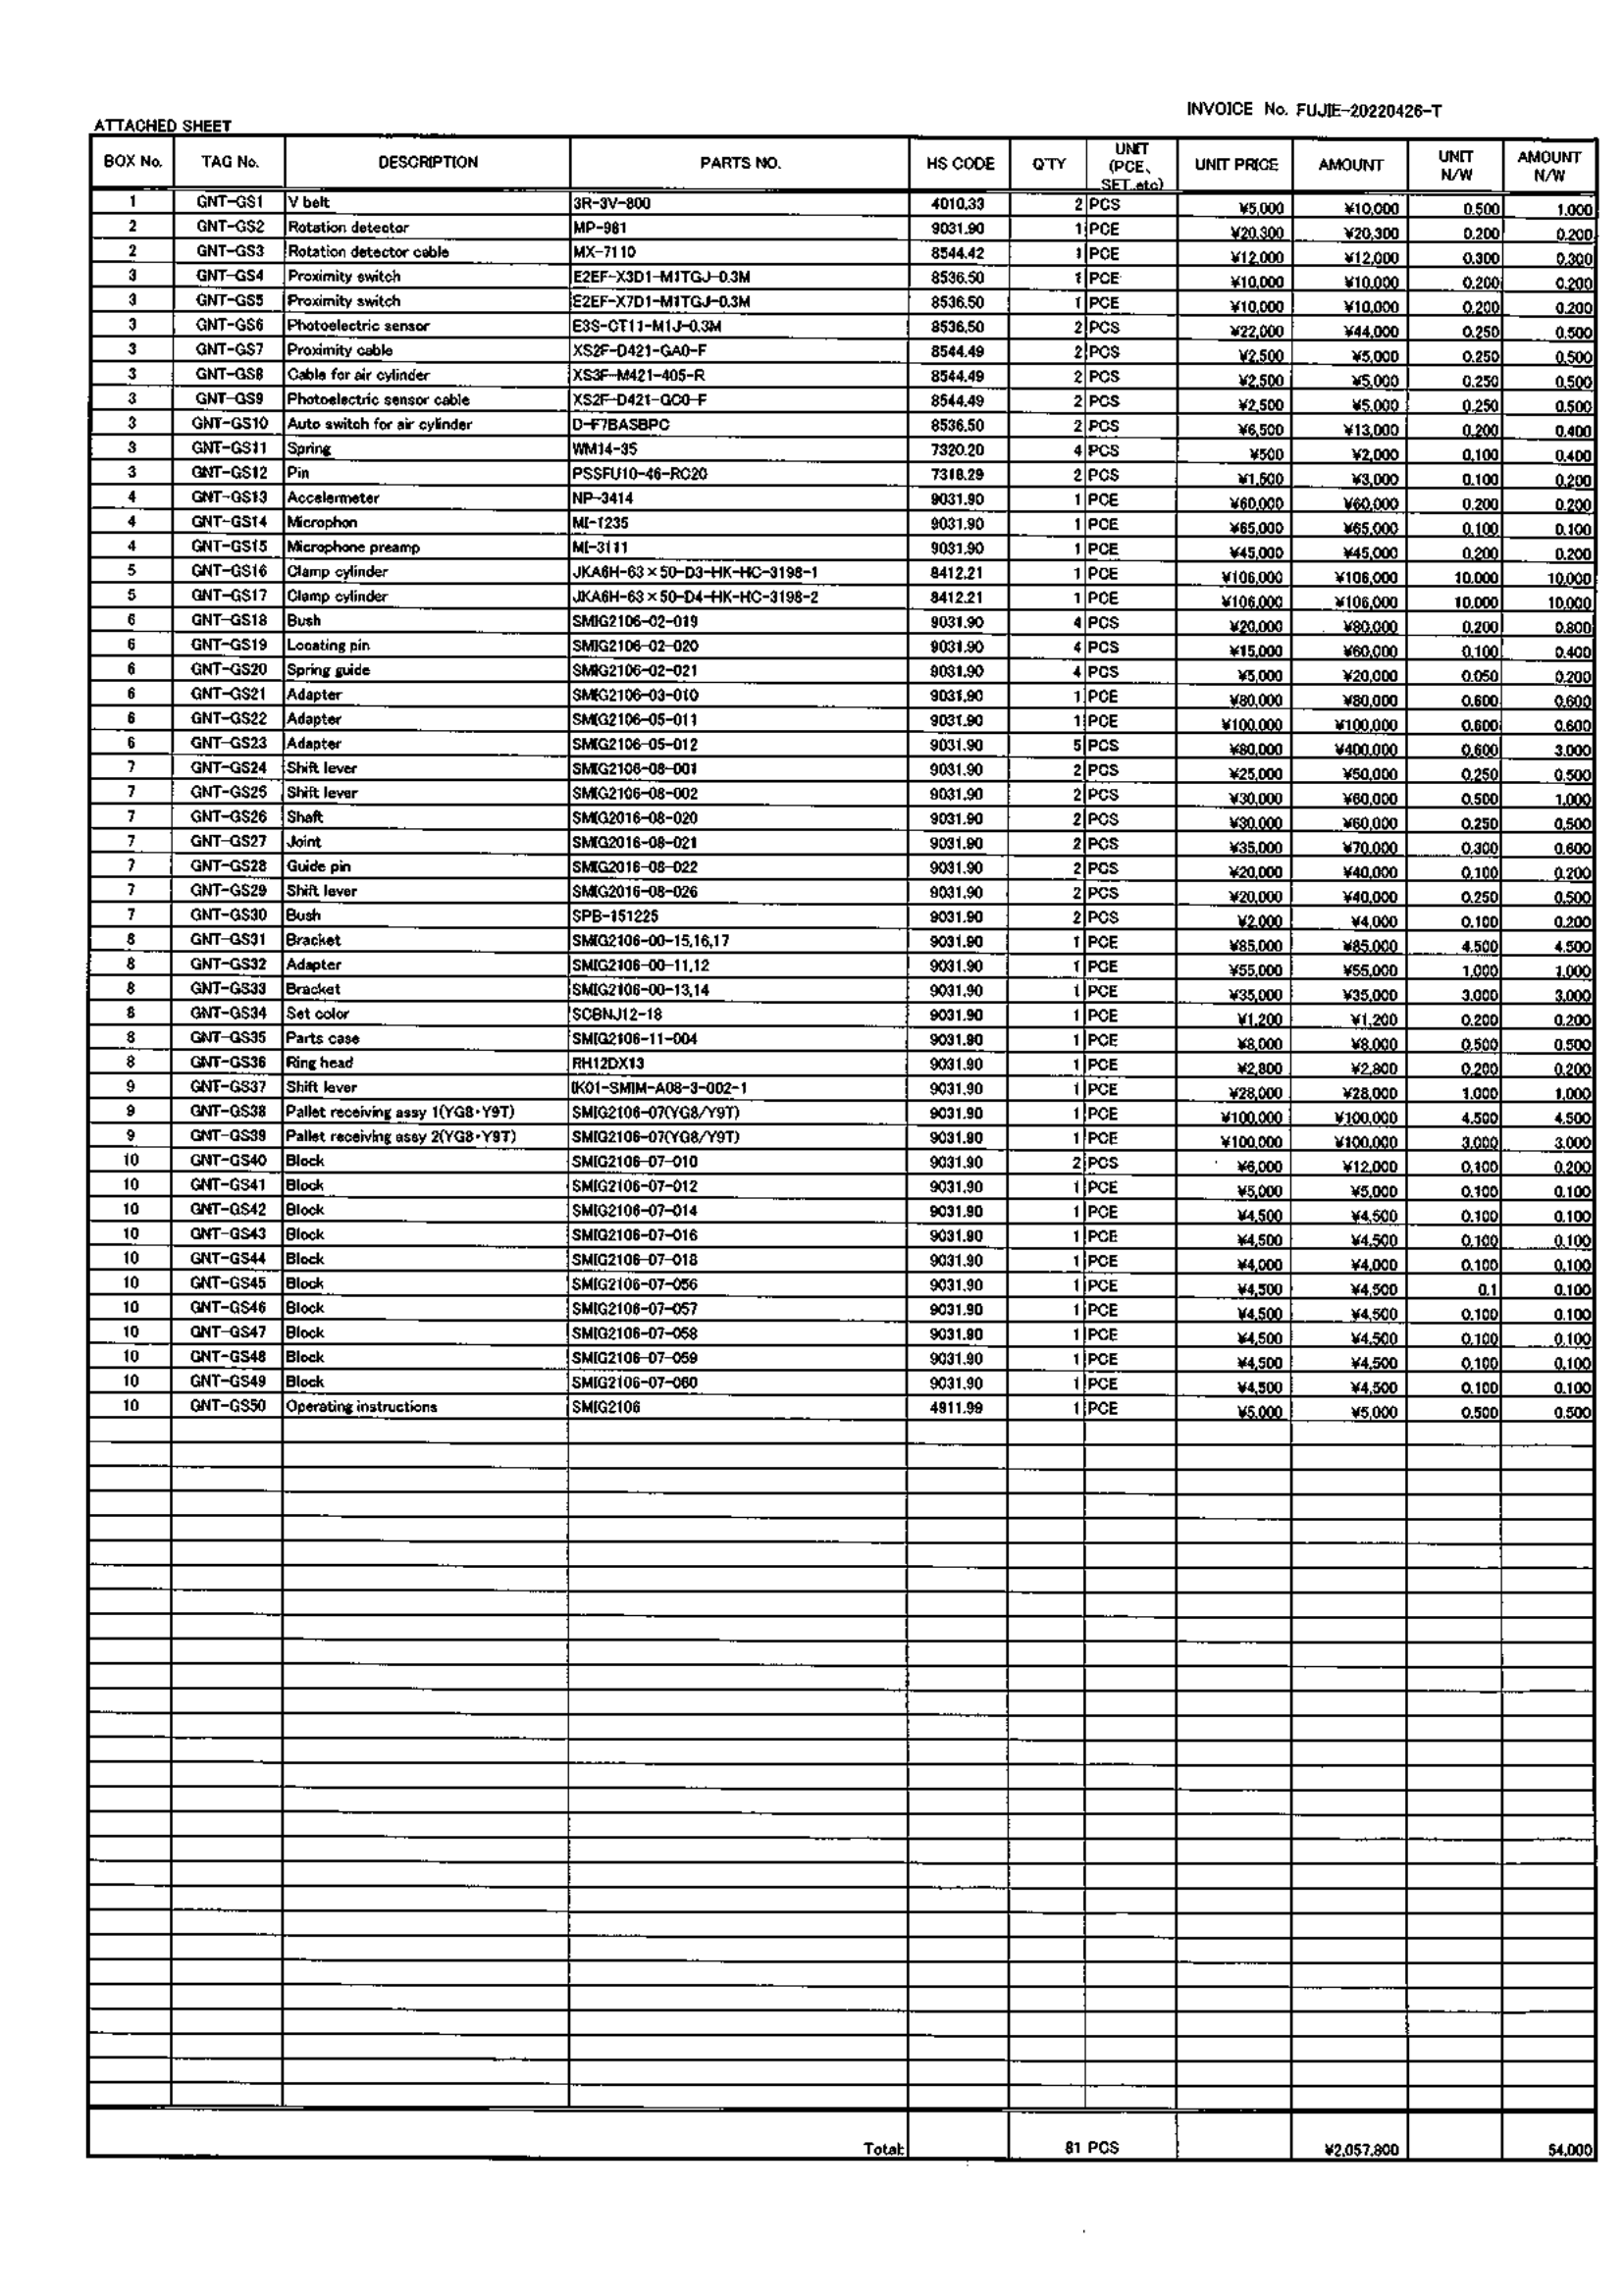 INVOICE No. FUJIE-20220426-T
ATTACHED SHEET
BOX No. TAG No. DESCRIPTION PARTS NO. HS CODE Q'TY UNIT (PCE、 SET etc) UNIT PRICE AMOUNT UNIT N/W AMOUNT N/W
1 GNT-GS1 V belt 3R-3V-800 4010.33 2 PCS ¥5,000 ¥10,000 0.500 1.000
2 GNT-GS2 Rotation detector MP-981 9031.90 1 PCE ¥20,300 ¥20,300 0.200 0.200
2 GNT-GS3 Rotation detector cable MX-7110 8544.42 1 PCE ¥12,000 ¥12,000 0.300 0.300
3 GNT-GS4 Proximity switch E2EF-X3D1-M1TGJ-0.3M 8536.50 1 PCE ¥10,000 ¥10,000 0.200 0.200
3 GNT-GS5 Proximity switch E2EF-X7D1-M1TGJ-0.3M 8536.50 1 PCE ¥10,000 ¥10,000 0.200 0.200
3 GNT-GS6 Photoelectric sensor E3S-CT11-M1J-0.3M 8536.50 2 PCS ¥22,000 ¥44,000 0.250 0.500
3 GNT-GS7 Proximity cable XS2F-D421-GA0-F 8544.49 2 PCS ¥2,500 ¥5,000 0.250 0.500
3 GNT-GS8 Cable for air cylinder XS3F-M421-405-R 8544.49 2 PCS ¥2,500 ¥5,000 0.250 0.500
3 GNT-GS9 Photoelectric sensor cable XS2F-D421-GC0-F 8544.49 2 PCS ¥2,500 ¥5,000 0.250 0.500
3 GNT-GS10 Auto switch for air cylinder D-F7BASBPC 8536.50 2 PCS ¥6,500 ¥13,000 0.200 0.400
3 GNT-GS11 Spring WM14-35 7320.20 4 PCS ¥500 ¥2,000 0.100 0.400
3 GNT-GS12 Pin PSSFU10-46-RC20 7318.29 2 PCS ¥1,500 ¥3,000 0.100 0.200
4 GNT-GS13 Accelermeter NP-3414 9031.90 1 PCE ¥60,000 ¥60,000 0.200 0.200
4 GNT-GS14 Microphon MI-1235 9031.90 1 PCE ¥65,000 ¥65,000 0.100 0.100
4 GNT-GS15 Microphone preamp MI-3111 9031.90 1 PCE ¥45,000 ¥45,000 0.200 0.200
5 GNT-GS16 Clamp cylinder JKA6H-63×50-D3-HK-HC-3198-1 8412.21 1 PCE ¥106,000 ¥106,000 10.000 10.000
5 GNT-GS17 Clamp cylinder JKA6H-63×50-D4-HK-HC-3198-2 8412.21 1 PCE ¥106,000 ¥106,000 10.000 10.000
6 GNT-GS18 Bush SMIG2106-02-019 9031.90 4 PCS ¥20,000 ¥80,000 0.200 0.800
6 GNT-GS19 Locating pin SMIG2106-02-020 9031.90 4 PCS ¥15,000 ¥60,000 0.100 0.400
6 GNT-GS20 Spring guide SMIG2106-02-021 9031.90 4 PCS ¥5,000 ¥20,000 0.050 0.200
6 GNT-GS21 Adapter SMIG2106-03-010 9031.90 1 PCE ¥80,000 ¥80,000 0.600 0.600
6 GNT-GS22 Adapter SMIG2106-05-011 9031.90 1 PCE ¥100,000 ¥100,000 0.600 0.600
6 GNT-GS23 Adapter SMIG2106-05-012 9031.90 5 PCS ¥80,000 ¥400,000 0.600 3.000
7 GNT-GS24 Shift lever SMIG2106-08-001 9031.90 2 PCS ¥25,000 ¥50,000 0.250 0.500
7 GNT-GS25 Shift lever SMIG2106-08-002 9031.90 2 PCS ¥30,000 ¥60,000 0.500 1.000
7 GNT-GS26 Shaft SMIG2016-08-020 9031.90 2 PCS ¥30,000 ¥60,000 0.250 0.500
7 GNT-GS27 Joint SMIG2016-08-021 9031.90 2 PCS ¥35,000 ¥70,000 0.300 0.600
7 GNT-GS28 Guide pin SMIG2016-08-022 9031.90 2 PCS ¥20,000 ¥40,000 0.100 0.200
7 GNT-GS29 Shift lever SMIG2016-08-026 9031.90 2 PCS ¥20,000 ¥40,000 0.250 0.500
7 GNT-GS30 Bush SPB-151225 9031.90 2 PCS ¥2,000 ¥4,000 0.100 0.200
8 GNT-GS31 Bracket SMIG2106-00-15,16,17 9031.90 1 PCE ¥85,000 ¥85,000 4.500 4.500
8 GNT-GS32 Adapter SMIG2106-00-11,12 9031.90 1 PCE ¥55,000 ¥55,000 1.000 1.000
8 GNT-GS33 Bracket SMIG2106-00-13,14 9031.90 1 PCE ¥35,000 ¥35,000 3.000 3.000
8 GNT-GS34 Set color SCBNJ12-18 9031.90 1 PCE ¥1,200 ¥1,200 0.200 0.200
8 GNT-GS35 Parts case SMIG2106-11-004 9031.90 1 PCE ¥8,000 ¥8,000 0.500 0.500
8 GNT-GS36 Ring head RH12DX13 9031.90 1 PCE ¥2,800 ¥2,800 0.200 0.200
9 GNT-GS37 Shift lever IK01-SMIM-A08-3-002-1 9031.90 1 PCE ¥28,000 ¥28,000 1.000 1.000
9 GNT-GS38 Pallet receiving assy 1(YG8・Y9T) SMIG2106-07(YG8/Y9T) 9031.90 1 PCE ¥100,000 ¥100,000 4.500 4.500
9 GNT-GS39 Pallet receiving assy 2(YG8・Y9T) SMIG2106-07(YG8/Y9T) 9031.90 1 PCE ¥100,000 ¥100,000 3.000 3.000
10 GNT-GS40 Block SMIG2106-07-010 9031.90 2 PCS ¥6,000 ¥12,000 0.100 0.200
10 GNT-GS41 Block SMIG2106-07-012 9031.90 1 PCE ¥5,000 ¥5,000 0.100 0.100
10 GNT-GS42 Block SMIG2106-07-014 9031.90 1 PCE ¥4,500 ¥4,500 0.100 0.100
10 GNT-GS43 Block SMIG2106-07-016 9031.90 1 PCE ¥4,500 ¥4,500 0.100 0.100
10 GNT-GS44 Block SMIG2106-07-018 9031.90 1 PCE ¥4,000 ¥4,000 0.100 0.100
10 GNT-GS45 Block SMIG2106-07-056 9031.90 1 PCE ¥4,500 ¥4,500 0.1 0.100
10 GNT-GS46 Block SMIG2106-07-057 9031.90 1 PCE ¥4,500 ¥4,500 0.100 0.100
10 GNT-GS47 Block SMIG2106-07-058 9031.90 1 PCE ¥4,500 ¥4,500 0.100 0.100
10 GNT-GS48 Block SMIG2106-07-059 9031.90 1 PCE ¥4,500 ¥4,500 0.100 0.100
10 GNT-GS49 Block SMIG2106-07-060 9031.90 1 PCE ¥4,500 ¥4,500 0.100 0.100
10 GNT-GS50 Operating instructions SMIG2106 4911.99 1 PCE ¥5,000 ¥5,000 0.500 0.500
Total: 81 PCS ¥2,057,800 54.000